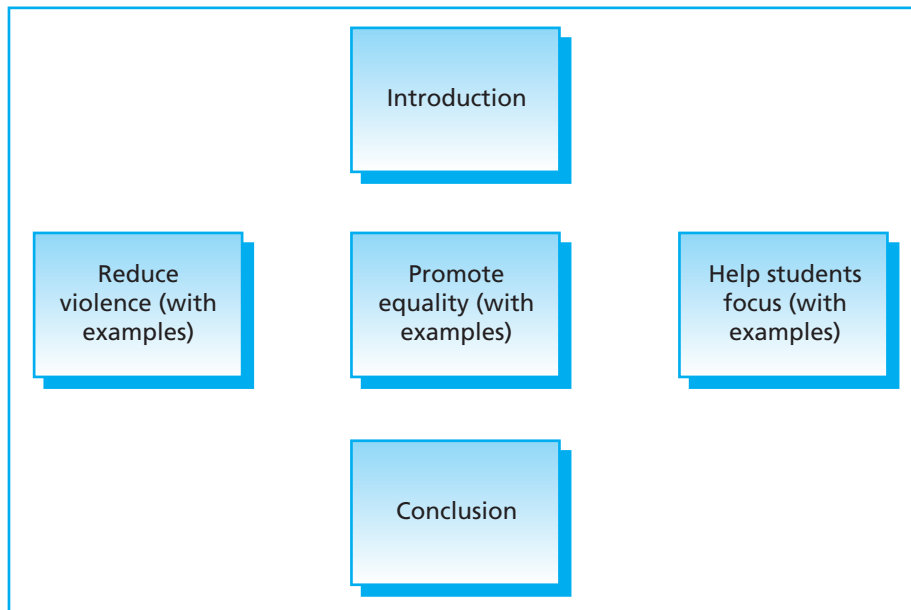 Introduction
Reduce
violence (with
examples)
Promote
equality (with
examples)
Help students
focus (with
examples)
Conclusion